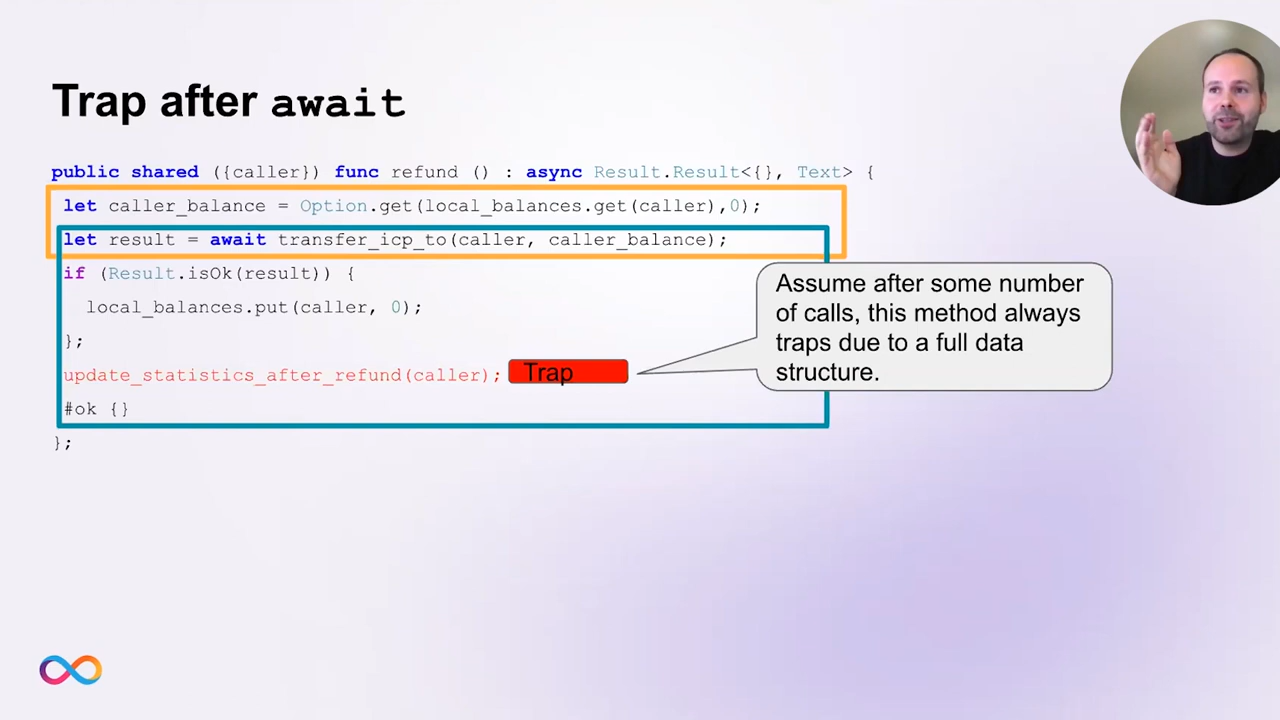 Trap after await
public shared ({caller}) func refund () : async Result.Result<{}, Text> {
let caller_balance = Option.get(local_balances.get(caller),0);
let result = await transfer_icp_to(caller, caller_balance);
if (Result.isOk(result)) {
local_balances.put(caller, 0);
};
update_statistics_after_refund(caller);
Trap
#ok {}
};
Assume after some number
of calls, this method always
traps due to a full data
structure.